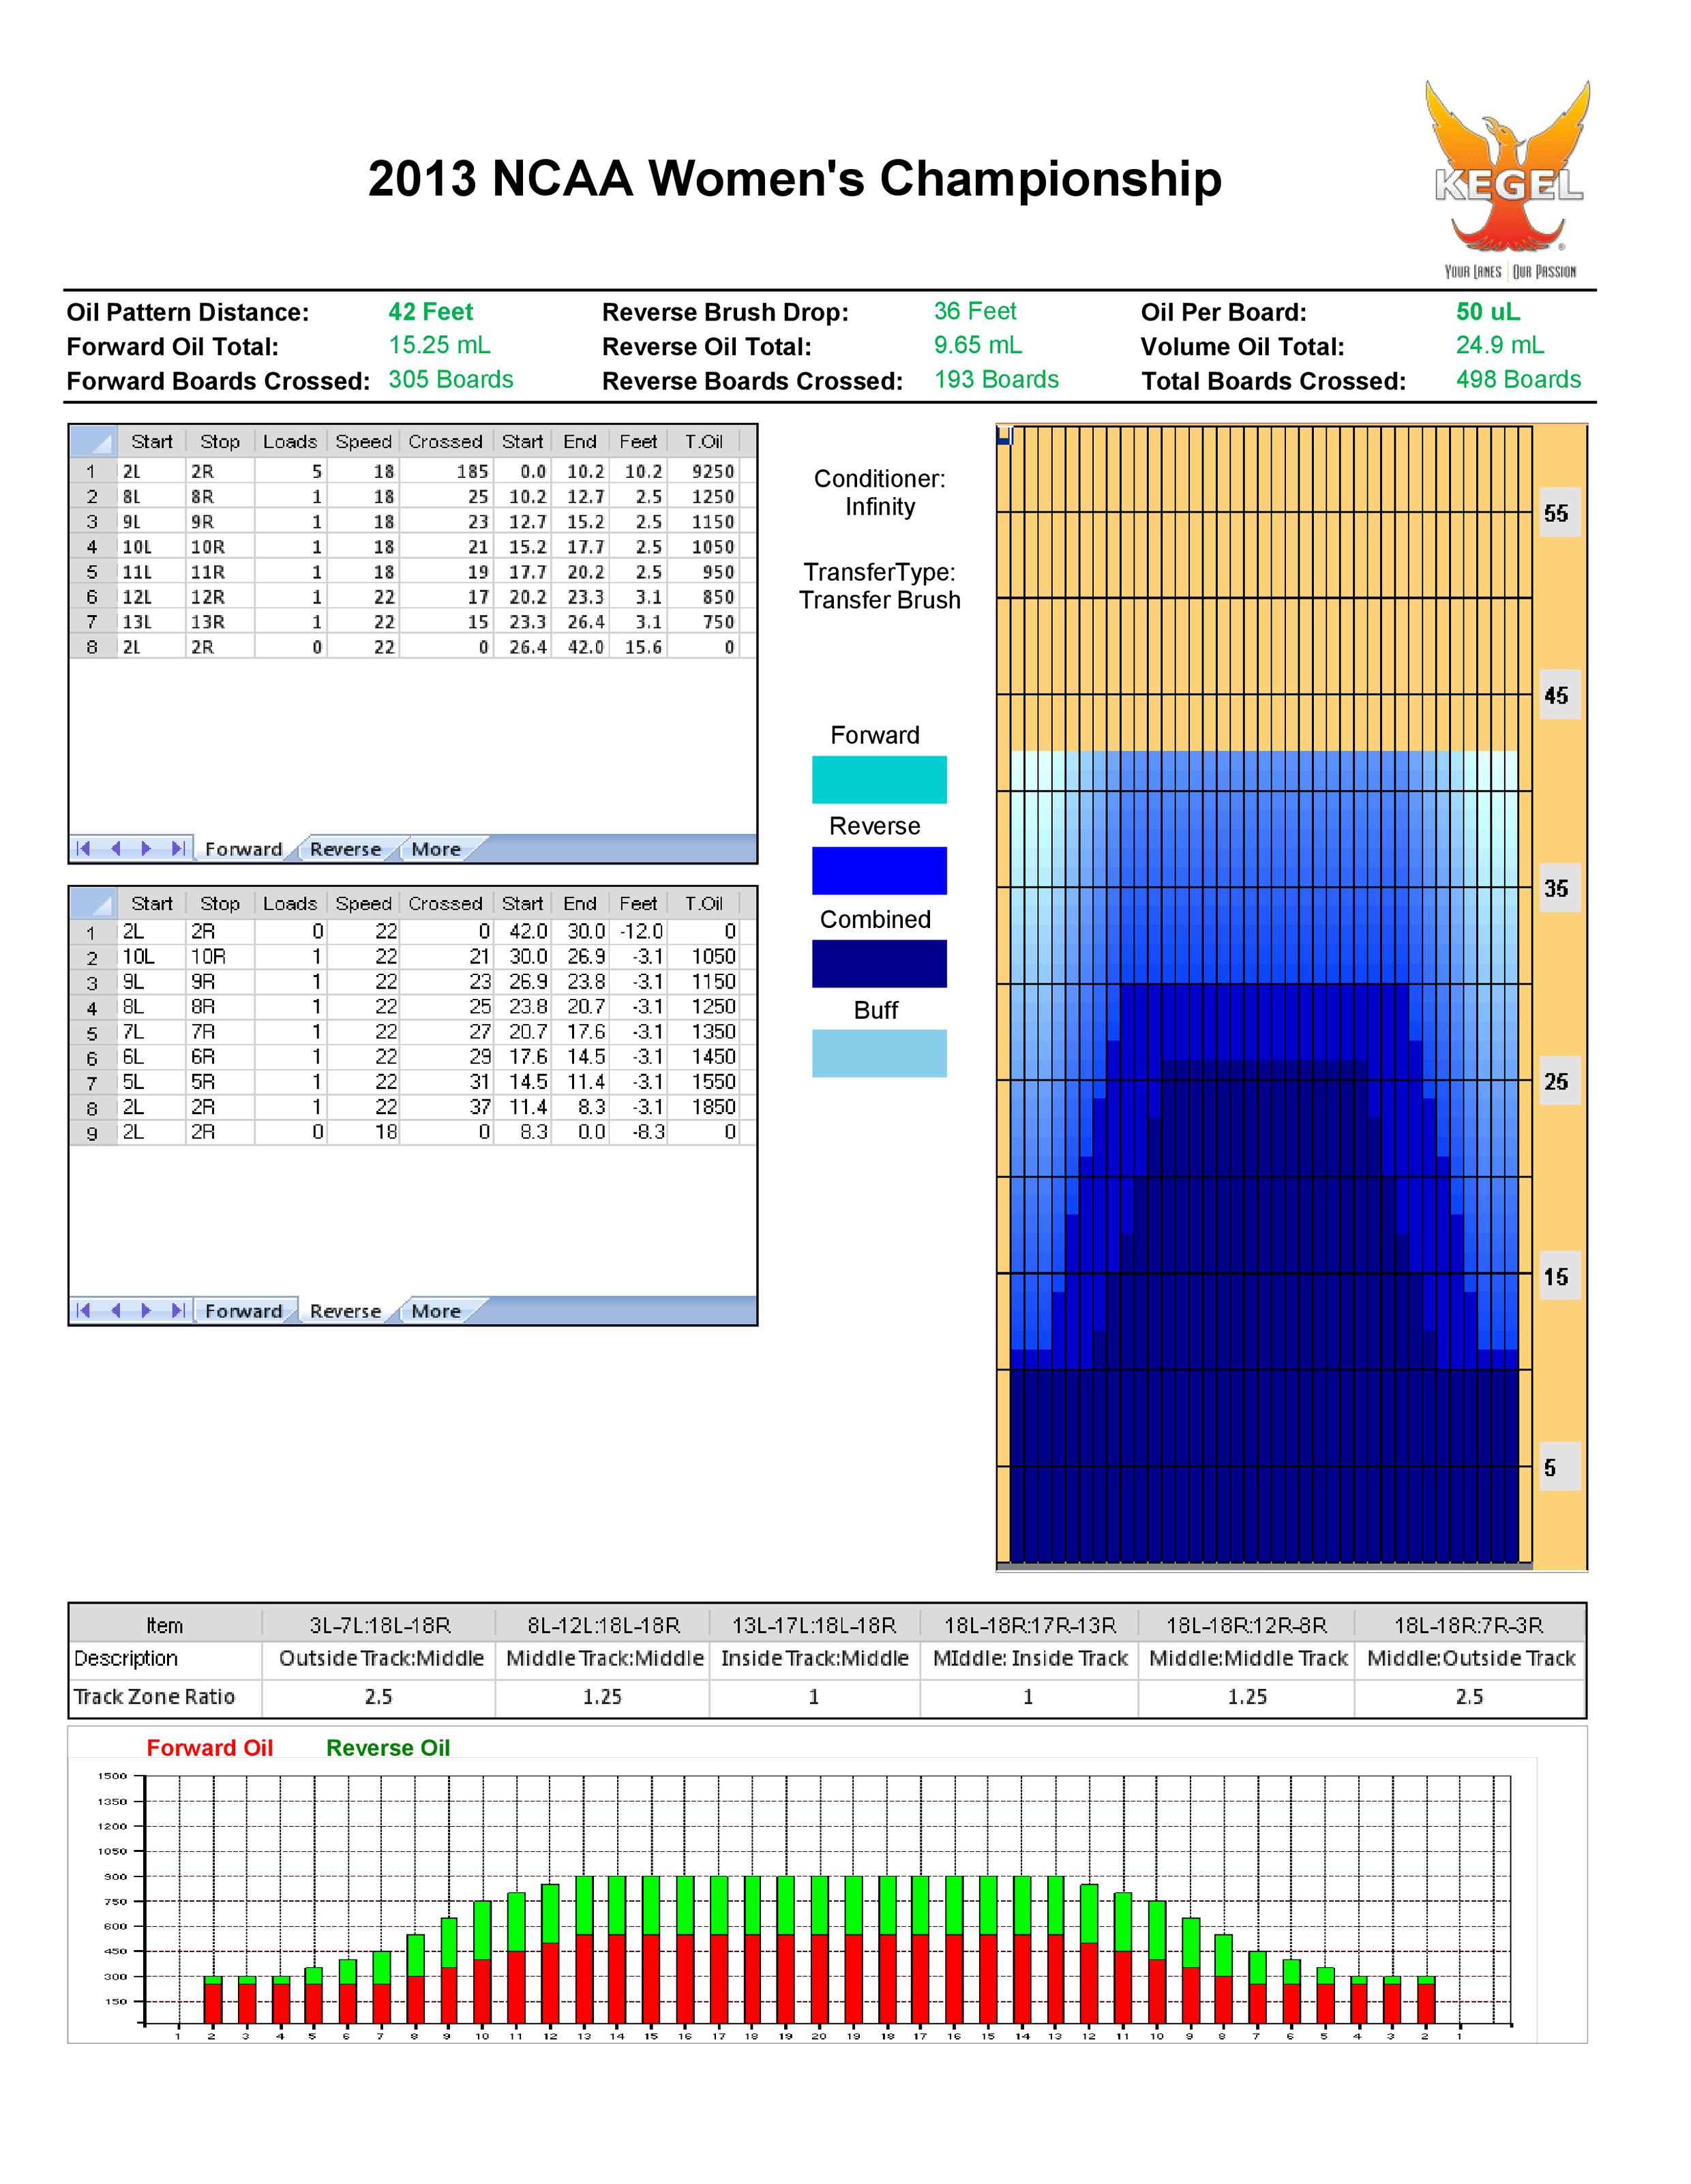 2013 NCAA Women's Championship
KEGEL
®
YOUR LANES | OUR PASSION
Oil Pattern Distance: 42 Feet Reverse Brush Drop: 36 Feet Oil Per Board: 50 uL
Forward Oil Total: 15.25 mL Reverse Oil Total: 9.65 mL Volume Oil Total: 24.9 mL
Forward Boards Crossed: 305 Boards Reverse Boards Crossed: 193 Boards Total Boards Crossed: 498 Boards
Start Stop Loads Speed Crossed Start End Feet T.Oil
1 2L 2R 5 18 185 0.0 10.2 10.2 9250
2 8L 8R 1 18 25 10.2 12.7 2.5 1250
3 9L 9R 1 18 23 12.7 15.2 2.5 1150
4 10L 10R 1 18 21 15.2 17.7 2.5 1050
5 11L 11R 1 18 19 17.7 20.2 2.5 950
6 12L 12R 1 22 17 20.2 23.3 3.1 850
7 13L 13R 1 22 15 23.3 26.4 3.1 750
8 2L 2R 0 22 0 26.4 42.0 15.6 0
Forward Reverse More
Start Stop Loads Speed Crossed Start End Feet T.Oil
1 2L 2R 0 22 0 42.0 30.0 -12.0 0
2 10L 10R 1 22 21 30.0 26.9 -3.1 1050
3 9L 9R 1 22 23 26.9 23.8 -3.1 1150
4 8L 8R 1 22 25 23.8 20.7 -3.1 1250
5 7L 7R 1 22 27 20.7 17.6 -3.1 1350
6 6L 6R 1 22 29 17.6 14.5 -3.1 1450
7 5L 5R 1 22 31 14.5 11.4 -3.1 1550
8 2L 2R 1 22 37 11.4 8.3 -3.1 1850
9 2L 2R 0 18 0 8.3 0.0 -8.3 0
Forward Reverse More
Conditioner:
Infinity
TransferType:
Transfer Brush
Forward
Reverse
Combined
Buff
55
45
35
25
15
5
Item 3L-7L:18L-18R 8L-12L:18L-18R 13L-17L:18L-18R 18L-18R:17R-13R 18L-18R:12R-8R 18L-18R:7R-3R
Description Outside Track:Middle Middle Track:Middle Inside Track:Middle MIddle: Inside Track Middle:Middle Track Middle:Outside Track
Track Zone Ratio 2.5 1.25 1 1 1.25 2.5
Forward Oil Reverse Oil
1500
1350
1200
1050
900
750
600
450
300
150
1 2 3 4 5 6 7 8 9 10 11 12 13 14 15 16 17 18 19 20 19 18 17 16 15 14 13 12 11 10 9 8 7 6 5 4 3 2 1